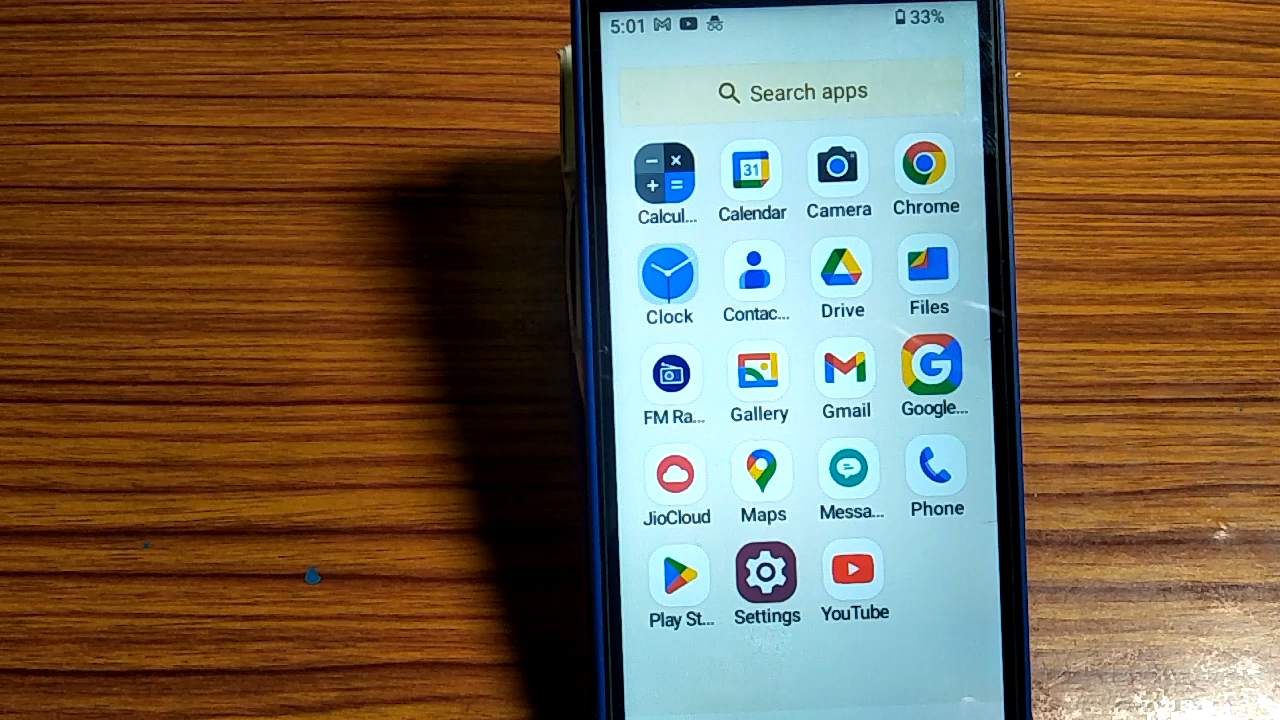 5:01 33%
Search apps
31
Calcul... Calendar Camera Chrome
Clock Contac... Drive Files
G
FM Ra... Gallery Gmail Google...
JioCloud Maps Messa... Phone
Play St... Settings YouTube